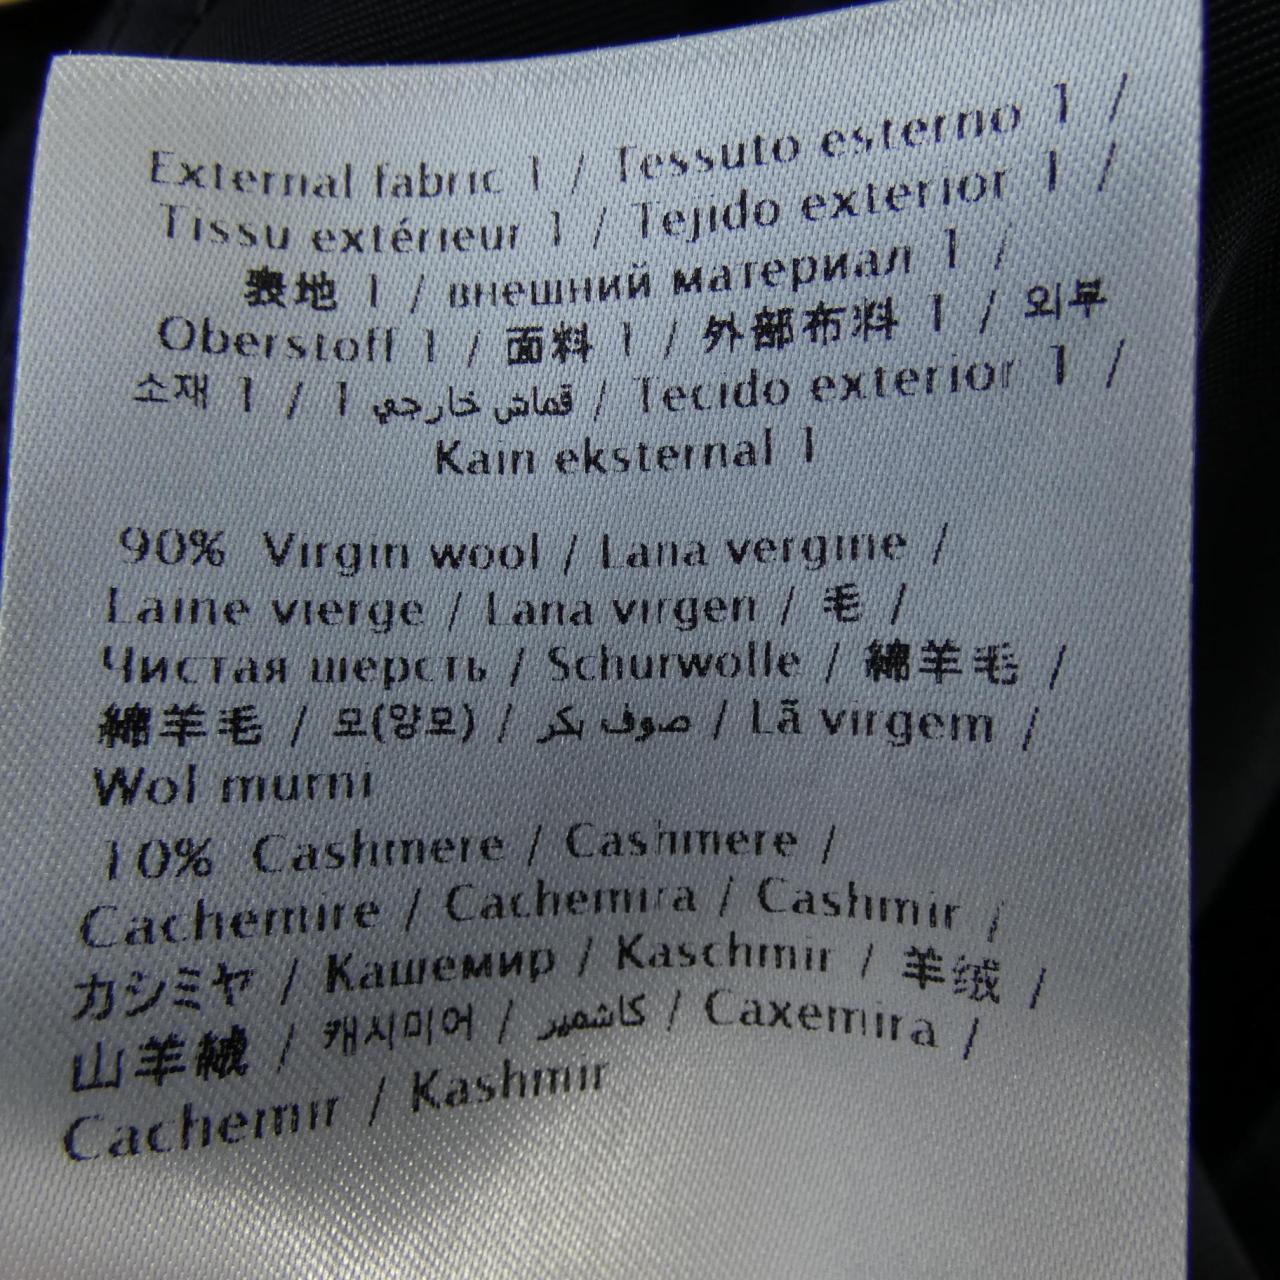 External fabric 1 / Tessuto esterno 1 /
Tissu extérieur 1 / Tejido exterior 1 /
表地 1 / внешний материал 1 /
Oberstoff 1 / 面料 1 / 外部布料 1 / 외부
소재 1 / 1 قماش خارجي / Tecido exterior 1 /
Kain eksternal 1
90% Virgin wool / Lana vergine /
Laine vierge / Lana virgen / 毛 /
Чистая шерсть / Schurwolle / 綿羊毛 /
綿羊毛 / 모(양모) / صوف بكر / Lã virgem /
Wol murni
10% Cashmere / Cashmere /
Cachemire / Cachemira / Cashmir /
カシミヤ / Кашемир / Kaschmir / 羊绒 /
山羊絨 / 캐시미어 / كاشمير / Caxemira /
Cachemir / Kashmir